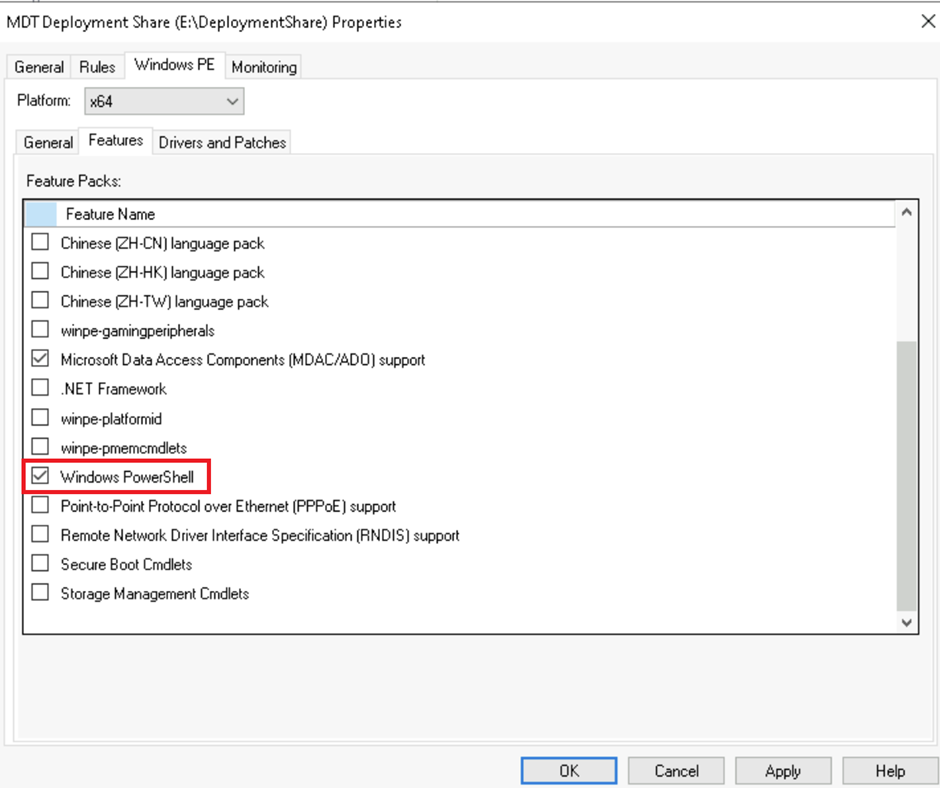 MDT Deployment Share (E:\DeploymentShare) Properties
General Rules Windows PE Monitoring
Platform: x64
General Features Drivers and Patches
Feature Packs:
Feature Name
Chinese (ZH-CN) language pack
Chinese (ZH-HK) language pack
Chinese (ZH-TW) language pack
winpe-gamingperipherals
Microsoft Data Access Components (MDAC/ADO) support
.NET Framework
winpe-platformid
winpe-pmemcmdlets
Windows PowerShell
Point-to-Point Protocol over Ethernet (PPPoE) support
Remote Network Driver Interface Specification (RNDIS) support
Secure Boot Cmdlets
Storage Management Cmdlets
OK Cancel Apply Help